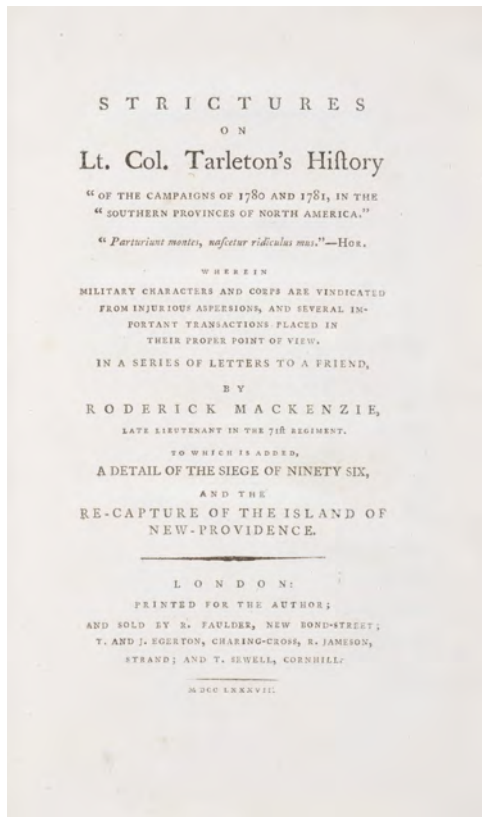 STRICTURES
ON
Lt. Col. Tarleton's Hiſtory
“ OF THE CAMPAIGNS OF 1780 AND 1781, IN THE
“ SOUTHERN PROVINCES OF NORTH AMERICA.”
“ Parturiunt montes, naſcetur ridiculus mus.”—HOR.
WHEREIN
MILITARY CHARACTERS AND CORPS ARE VINDICATED
FROM INJURIOUS ASPERSIONS, AND SEVERAL IM-
PORTANT TRANSACTIONS PLACED IN
THEIR PROPER POINT OF VIEW.
IN A SERIES OF LETTERS TO A FRIEND,
BY
RODERICK MACKENZIE,
LATE LIEUTENANT IN THE 71ſt REGIMENT.
TO WHICH IS ADDED,
A DETAIL OF THE SIEGE OF NINETY SIX,
AND THE
RE-CAPTURE OF THE ISLAND OF
NEW-PROVIDENCE.
LONDON:
PRINTED FOR THE AUTHOR;
AND SOLD BY R. FAULDER, NEW BOND-STREET;
T. AND J. EGERTON, CHARING-CROSS, R. JAMESON,
STRAND; AND T. SEWELL, CORNHILL.
M DCC LXXXVII.